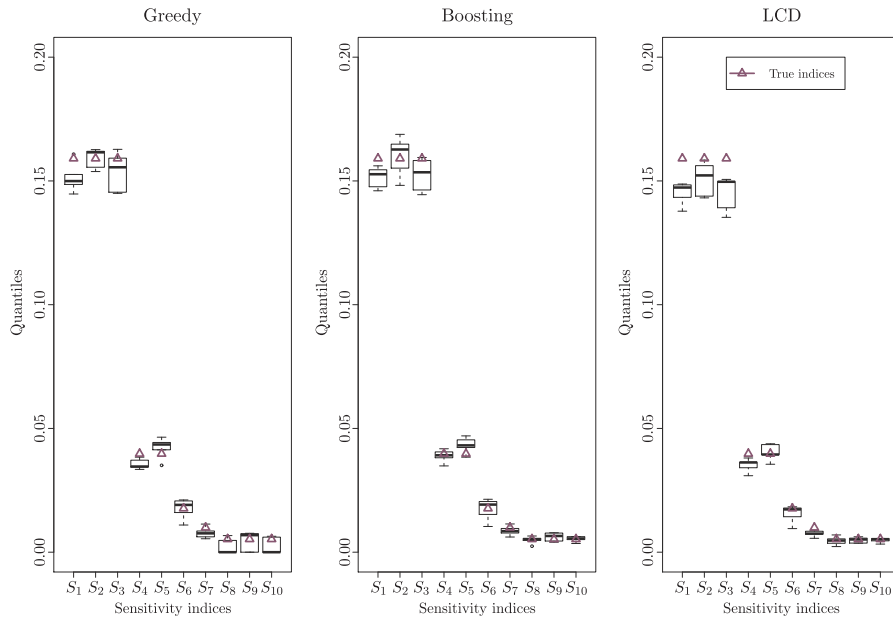 Greedy
Boosting
LCD
Quantiles
0.00 0.05 0.10 0.15 0.20
S1 S2 S3 S4 S5 S6 S7 S8 S9 S10
Sensitivity indices
Quantiles
0.00 0.05 0.10 0.15 0.20
S1 S2 S3 S4 S5 S6 S7 S8 S9 S10
Sensitivity indices
True indices
Quantiles
0.00 0.05 0.10 0.15 0.20
S1 S2 S3 S4 S5 S6 S7 S8 S9 S10
Sensitivity indices